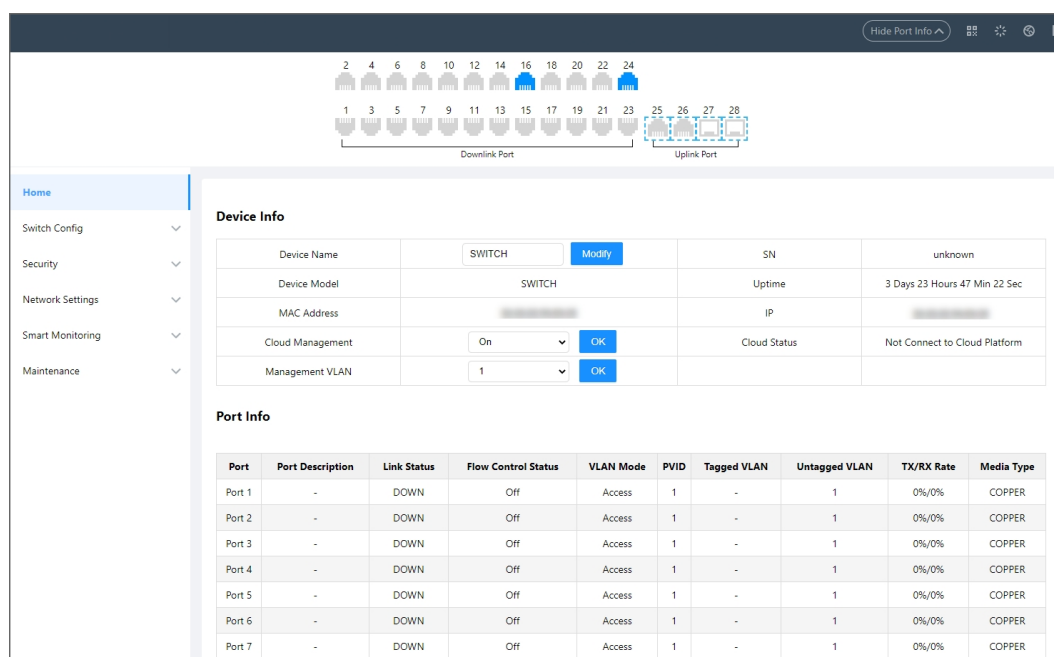 Hide Port Info
2 4 6 8 10 12 14 16 18 20 22 24
1 3 5 7 9 11 13 15 17 19 21 23 25 26 27 28
Downlink Port Uplink Port
Home
Switch Config
Security
Network Settings
Smart Monitoring
Maintenance
Device Info
Device Name SWITCH Modify SN unknown
Device Model SWITCH Uptime 3 Days 23 Hours 47 Min 22 Sec
MAC Address IP
Cloud Management On OK Cloud Status Not Connect to Cloud Platform
Management VLAN 1 OK
Port Info
Port Port Description Link Status Flow Control Status VLAN Mode PVID Tagged VLAN Untagged VLAN TX/RX Rate Media Type
Port 1 - DOWN Off Access 1 - 1 0%/0% COPPER
Port 2 - DOWN Off Access 1 - 1 0%/0% COPPER
Port 3 - DOWN Off Access 1 - 1 0%/0% COPPER
Port 4 - DOWN Off Access 1 - 1 0%/0% COPPER
Port 5 - DOWN Off Access 1 - 1 0%/0% COPPER
Port 6 - DOWN Off Access 1 - 1 0%/0% COPPER
Port 7 - DOWN Off Access 1 - 1 0%/0% COPPER